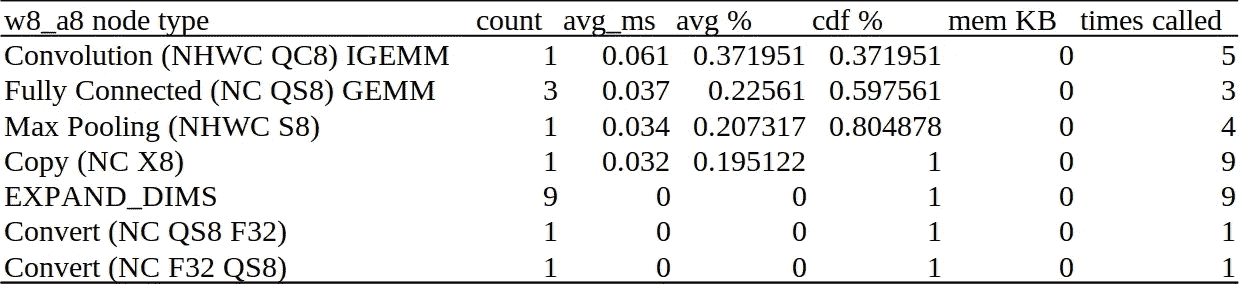 w8_a8 node type count avg_ms avg % cdf % mem KB times called
Convolution (NHWC QC8) IGEMM 1 0.061 0.371951 0.371951 0 5
Fully Connected (NC QS8) GEMM 3 0.037 0.22561 0.597561 0 3
Max Pooling (NHWC S8) 1 0.034 0.207317 0.804878 0 4
Copy (NC X8) 1 0.032 0.195122 1 0 9
EXPAND_DIMS 9 0 0 1 0 9
Convert (NC QS8 F32) 1 0 0 1 0 1
Convert (NC F32 QS8) 1 0 0 1 0 1